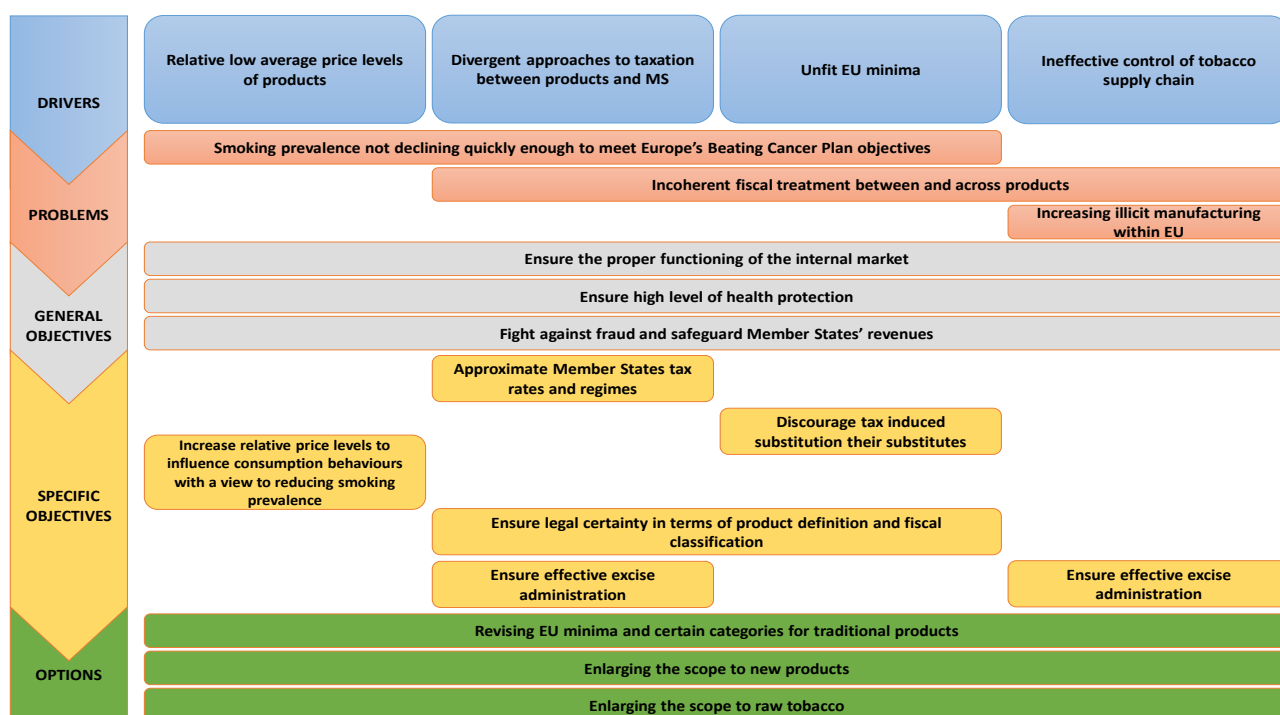 DRIVERS
Relative low average price levels
of products
Divergent approaches to taxation
between products and MS
Unfit EU minima
Ineffective control of tobacco
supply chain
PROBLEMS
Smoking prevalence not declining quickly enough to meet Europe's Beating Cancer Plan objectives
Incoherent fiscal treatment between and across products
Increasing illicit manufacturing
within EU
GENERAL
OBJECTIVES
Ensure the proper functioning of the internal market
Ensure high level of health protection
Fight against fraud and safeguard Member States' revenues
SPECIFIC
OBJECTIVES
Approximate Member States tax
rates and regimes
Discourage tax induced
substitution their substitutes
Increase relative price levels to
influence consumption behaviours
with a view to reducing smoking
prevalence
Ensure legal certainty in terms of product definition and fiscal
classification
Ensure effective excise
administration
Ensure effective excise
administration
OPTIONS
Revising EU minima and certain categories for traditional products
Enlarging the scope to new products
Enlarging the scope to raw tobacco